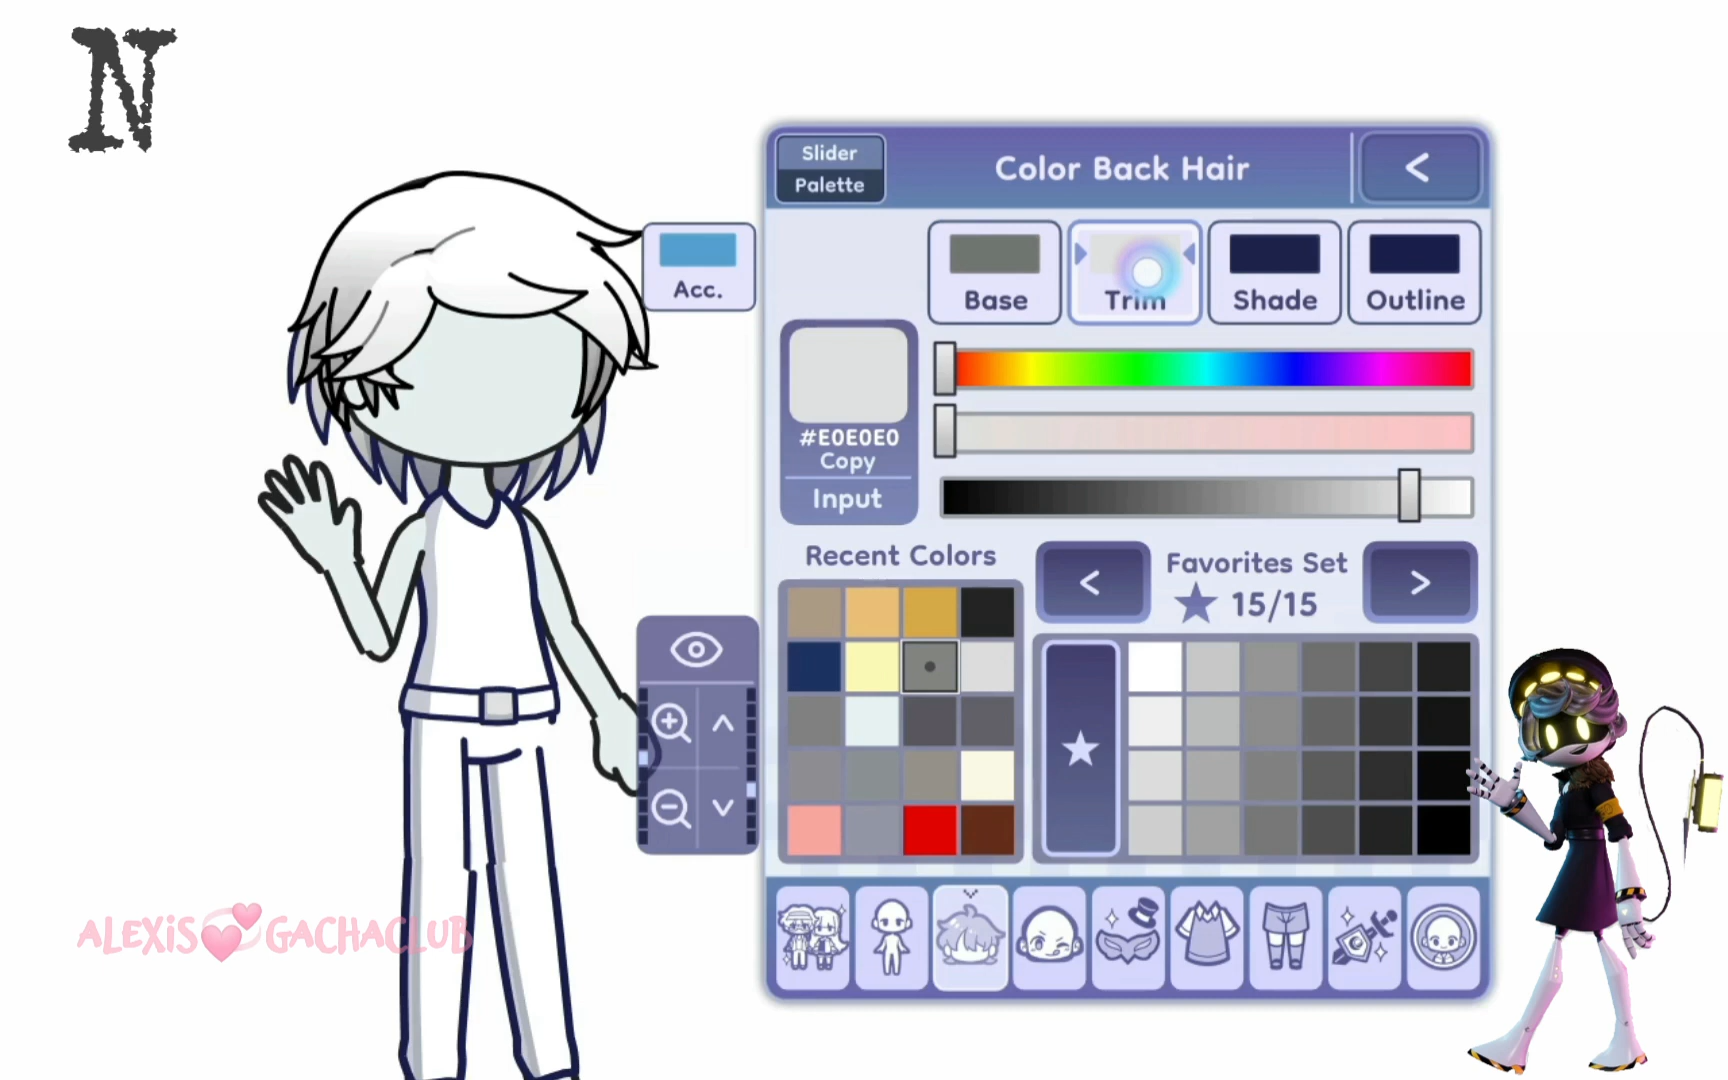 N
Slider
Palette
Color Back Hair
<
Acc.
Base
Trim
Shade
Outline
#E0E0E0
Copy
Input
Recent Colors
<
Favorites Set
15/15
>
ALEXiS GACHACLUB